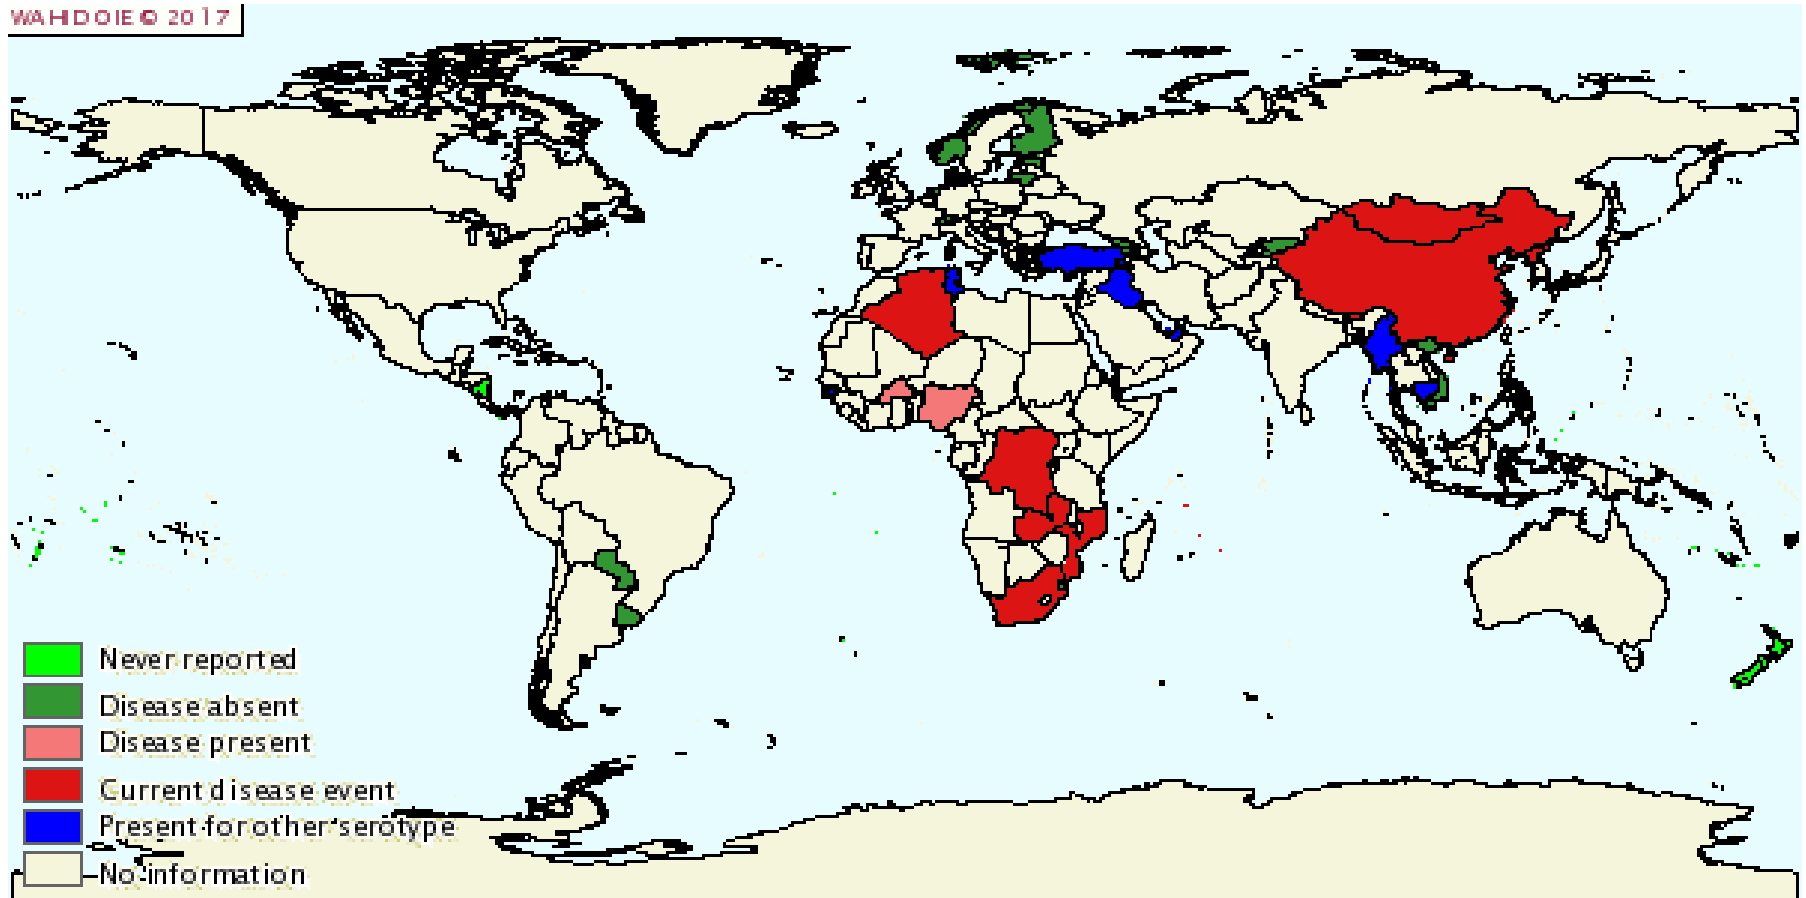 WAHID OIE © 2017
Never reported
Disease absent
Disease present
Current disease event
Present for other serotype
No information